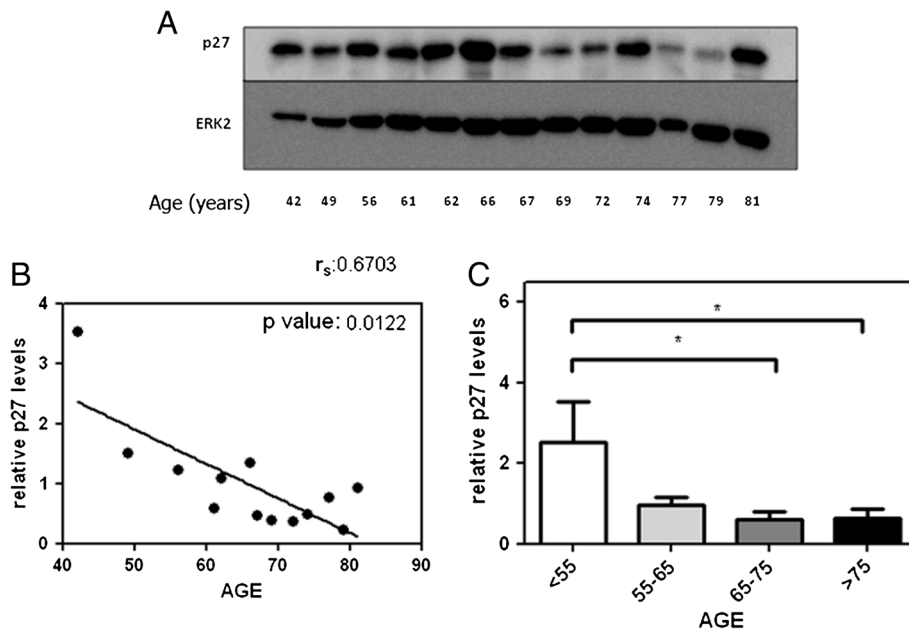 A
p27
ERK2
Age (years) 42 49 56 61 62 66 67 69 72 74 77 79 81
B
rs:0.6703
p value: 0.0122
relative p27 levels
4
3
2
1
0
40 50 60 70 80 90
AGE
C
relative p27 levels
6
4
2
0
*
*
<55 55-65 65-75 >75
AGE